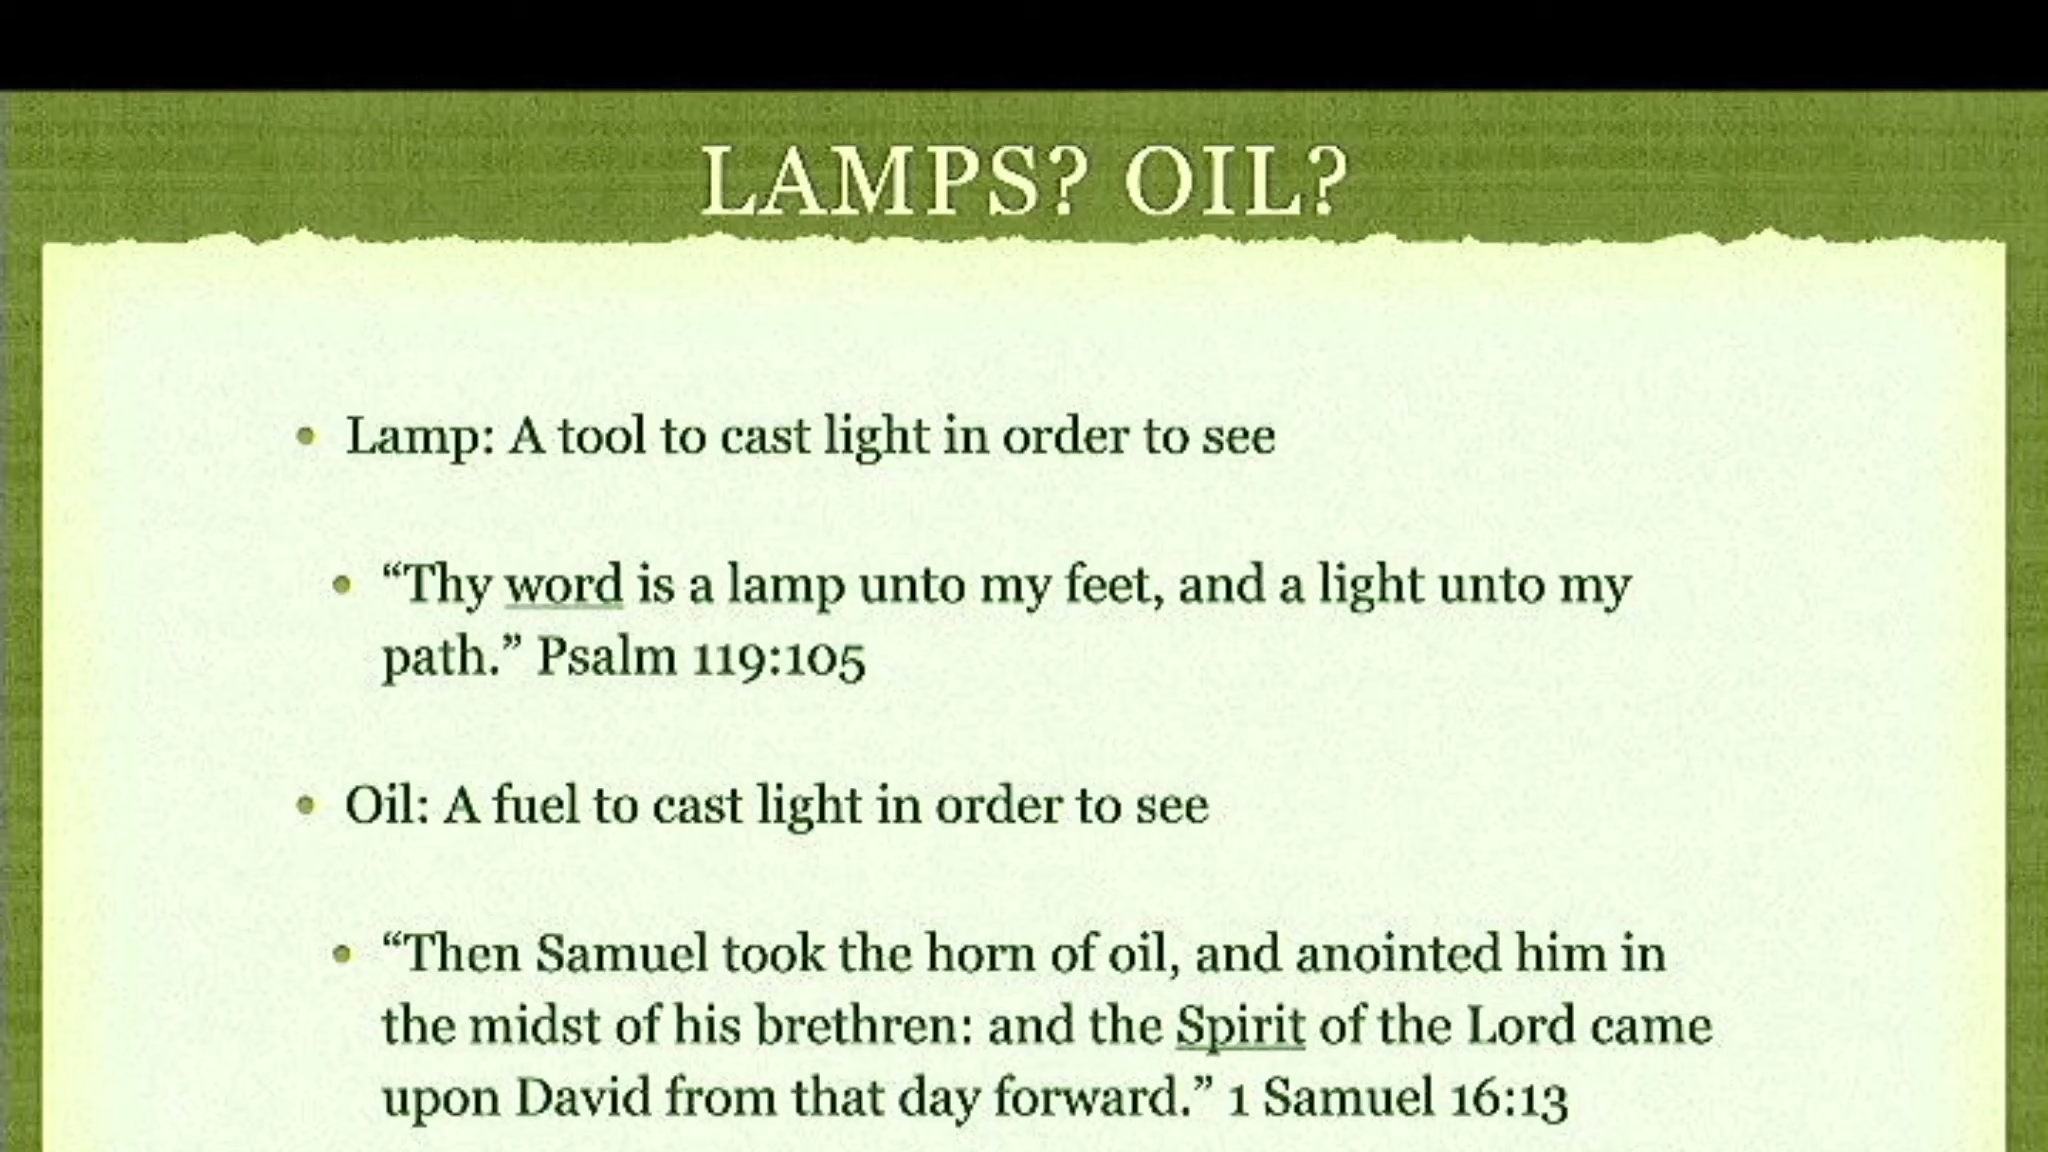 LAMPS? OIL?
• Lamp: A tool to cast light in order to see
• “Thy word is a lamp unto my feet, and a light unto my
path.” Psalm 119:105
• Oil: A fuel to cast light in order to see
• “Then Samuel took the horn of oil, and anointed him in
the midst of his brethren: and the Spirit of the Lord came
upon David from that day forward.” 1 Samuel 16:13